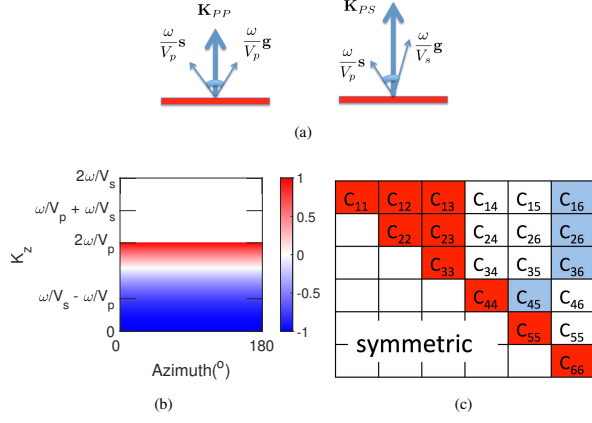 K_PP
ω/V_p s
ω/V_p g
K_PS
ω/V_p s
ω/V_s g
(a)
2ω/V_s
ω/V_p + ω/V_s
2ω/V_p
ω/V_s - ω/V_p
0
K_z
0
180
Azimuth(°)
1
0.5
0
-0.5
-1
(b)
C11 C12 C13 C14 C15 C16
C22 C23 C24 C26 C26
C33 C34 C35 C36
C44 C45 C46
symmetric C55 C55
C66
(c)